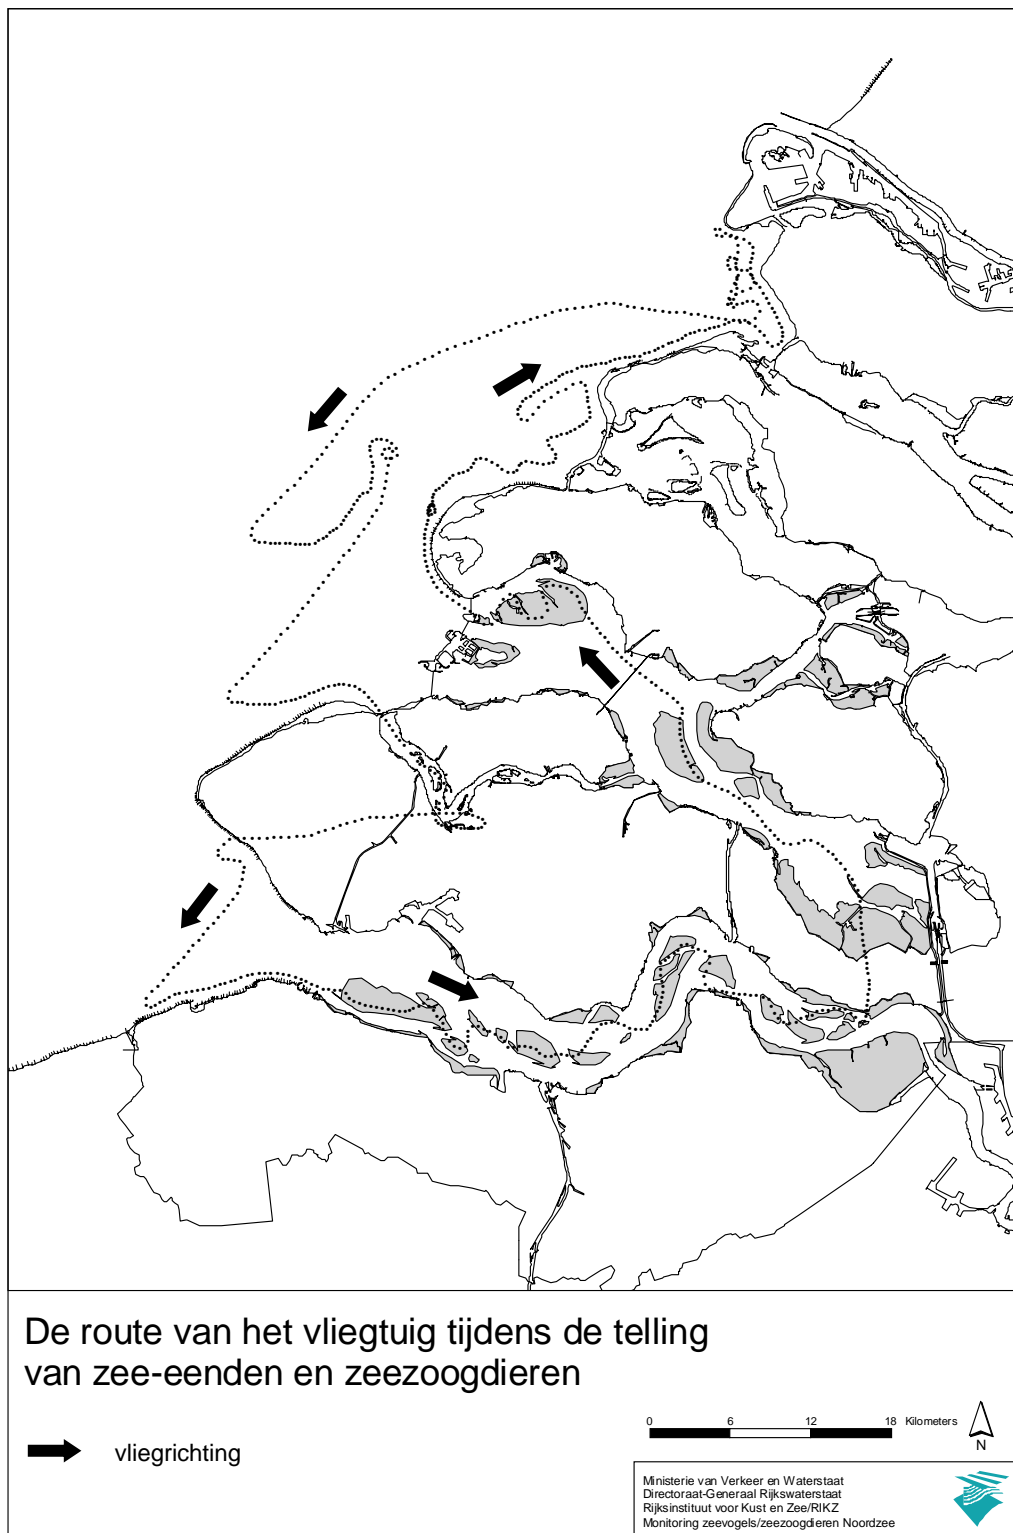 De route van het vliegtuig tijdens de telling
van zee-eenden en zeezoogdieren
vliegrichting
0 6 12 18 Kilometers
N
Ministerie van Verkeer en Waterstaat
Directoraat-Generaal Rijkswaterstaat
Rijksinstituut voor Kust en Zee/RIKZ
Monitoring zeevogels/zeezoogdieren Noordzee